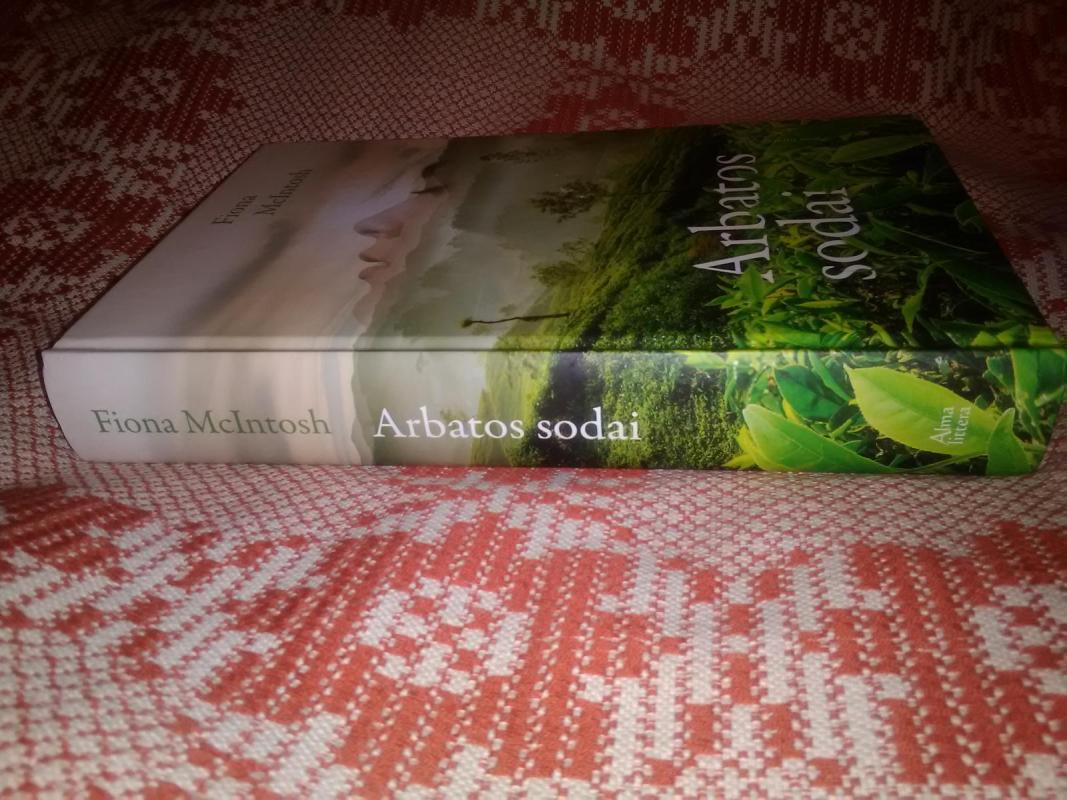 Fiona
McIntosh
Arbatos
sodai
Fiona McIntosh
Arbatos sodai
Alma
littera